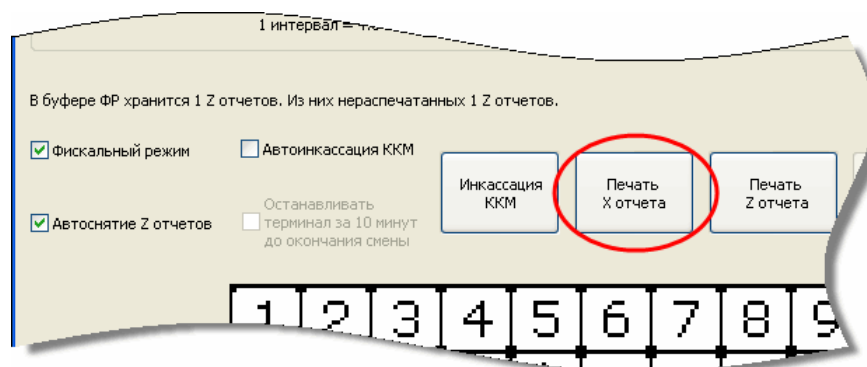 1 интервал =
В буфере ФР хранится 1 Z отчетов. Из них нераспечатанных 1 Z отчетов.
Фискальный режим
Автоинкассация ККМ
Инкассация
ККМ
Печать
X отчета
Печать
Z отчета
Автоснятие Z отчетов
Останавливать
терминал за 10 минут
до окончания смены
1 2 3 4 5 6 7 8 9